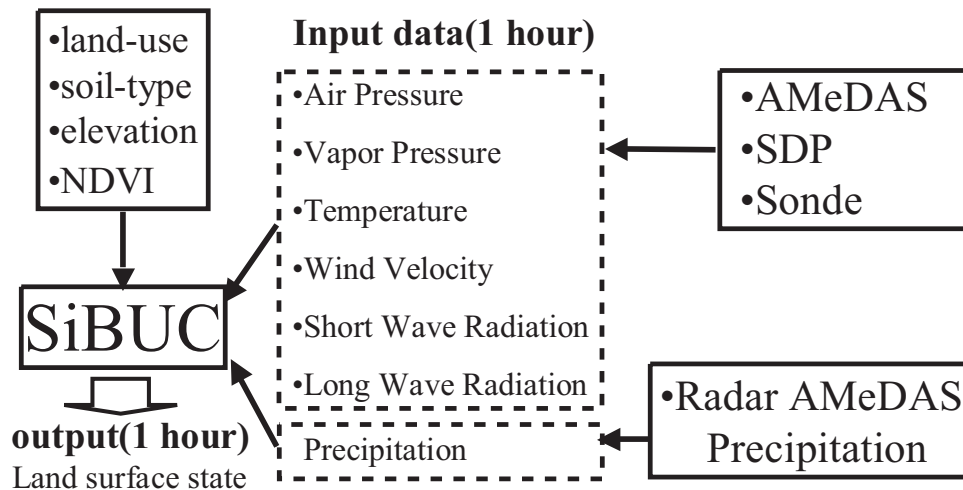 •land-use
•soil-type
•elevation
•NDVI
SiBUC
output(1 hour)
Land surface state
Input data(1 hour)
•Air Pressure
•Vapor Pressure
•Temperature
•Wind Velocity
•Short Wave Radiation
•Long Wave Radiation
Precipitation
•AMeDAS
•SDP
•Sonde
•Radar AMeDAS
Precipitation